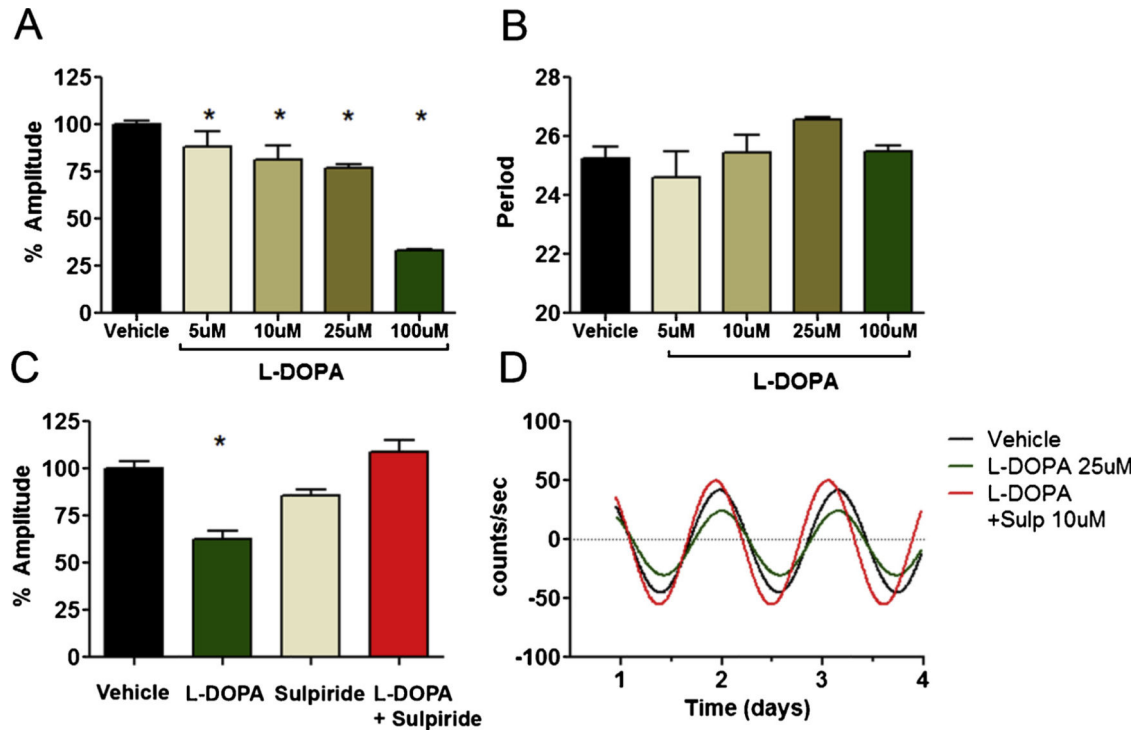 A
% Amplitude
125
100
75
50
25
0
*
*
*
*
Vehicle
5uM
10uM
25uM
100uM
L-DOPA
B
Period
28
26
24
22
20
Vehicle
5uM
10uM
25uM
100uM
L-DOPA
C
% Amplitude
125
100
75
50
25
0
*
Vehicle
L-DOPA
Sulpiride
L-DOPA
+ Sulpiride
D
counts/sec
100
50
0
-50
-100
1
2
3
4
Time (days)
Vehicle
L-DOPA 25uM
L-DOPA
+Sulp 10uM